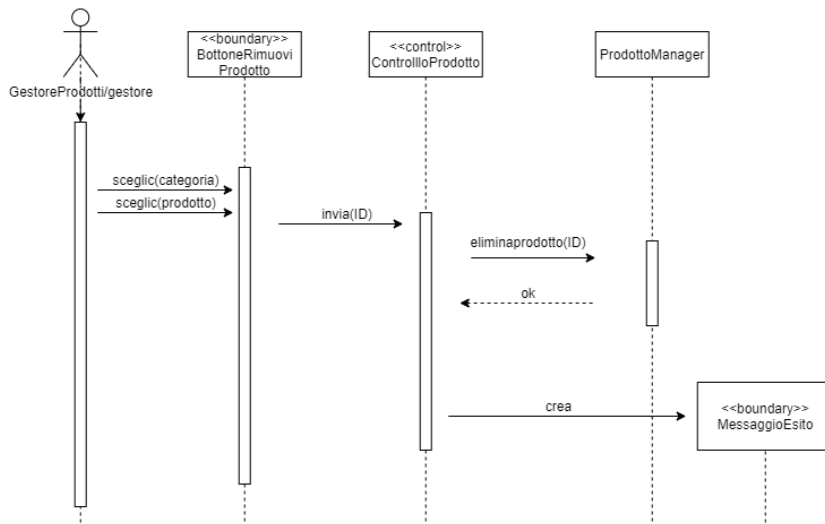 <<boundary>>
BottoneRimuovi
Prodotto
<<control>>
ControllloProdotto
ProdottoManager
GestoreProdotti/gestore
sceglic(categoria)
sceglic(prodotto)
invia(ID)
eliminaprodotto(ID)
ok
crea
<<boundary>>
MessaggioEsito